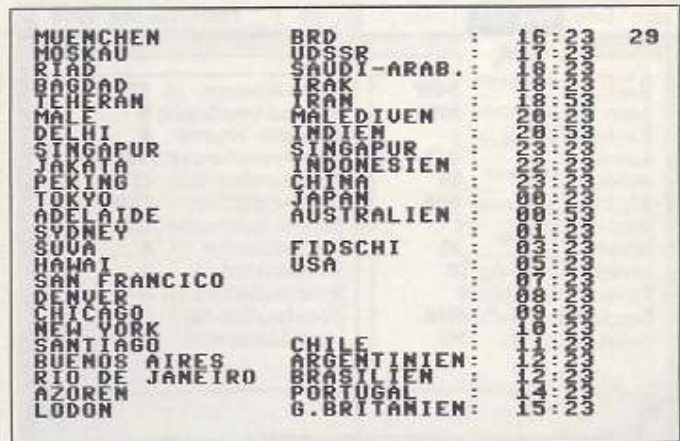 MUENCHEN BRD : 16:23 29
MOSKAU UDSSR : 17:23
RIAD SAUDI-ARAB. : 18:23
BAGDAD IRAK : 18:23
TEHERAN IRAN : 18:53
MALE MALEDIVEN : 20:23
DELHI INDIEN : 20:53
SINGAPUR SINGAPUR : 23:23
JAKATA INDONESIEN : 22:23
PEKING CHINA : 23:23
TOKYO JAPAN : 00:23
ADELAIDE AUSTRALIEN : 00:53
SYDNEY : 01:23
SUVA FIDSCHI : 03:23
HAWAI USA : 05:23
SAN FRANCICO : 07:23
DENVER : 08:23
CHICAGO : 09:23
NEW YORK : 10:23
SANTIAGO CHILE : 11:23
BUENOS AIRES ARGENTINIEN: 12:23
RIO DE JANEIRO BRASILIEN : 12:23
AZOREN PORTUGAL : 14:23
LODON G.BRITANIEN: 15:23